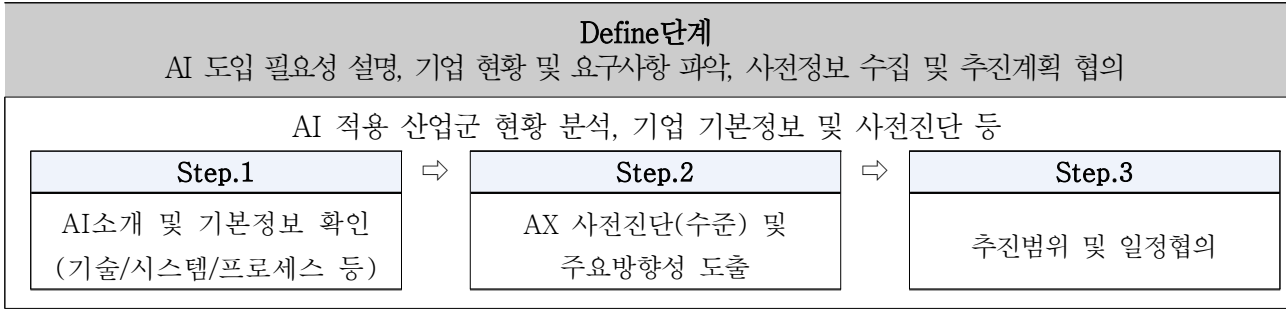 Define단계
AI 도입 필요성 설명, 기업 현황 및 요구사항 파악, 사전정보 수집 및 추진계획 협의
AI 적용 산업군 현황 분석, 기업 기본정보 및 사전진단 등
Step.1 ⇨ Step.2 ⇨ Step.3
AI소개 및 기본정보 확인
(기술/시스템/프로세스 등)
AX 사전진단(수준) 및
주요방향성 도출
추진범위 및 일정협의